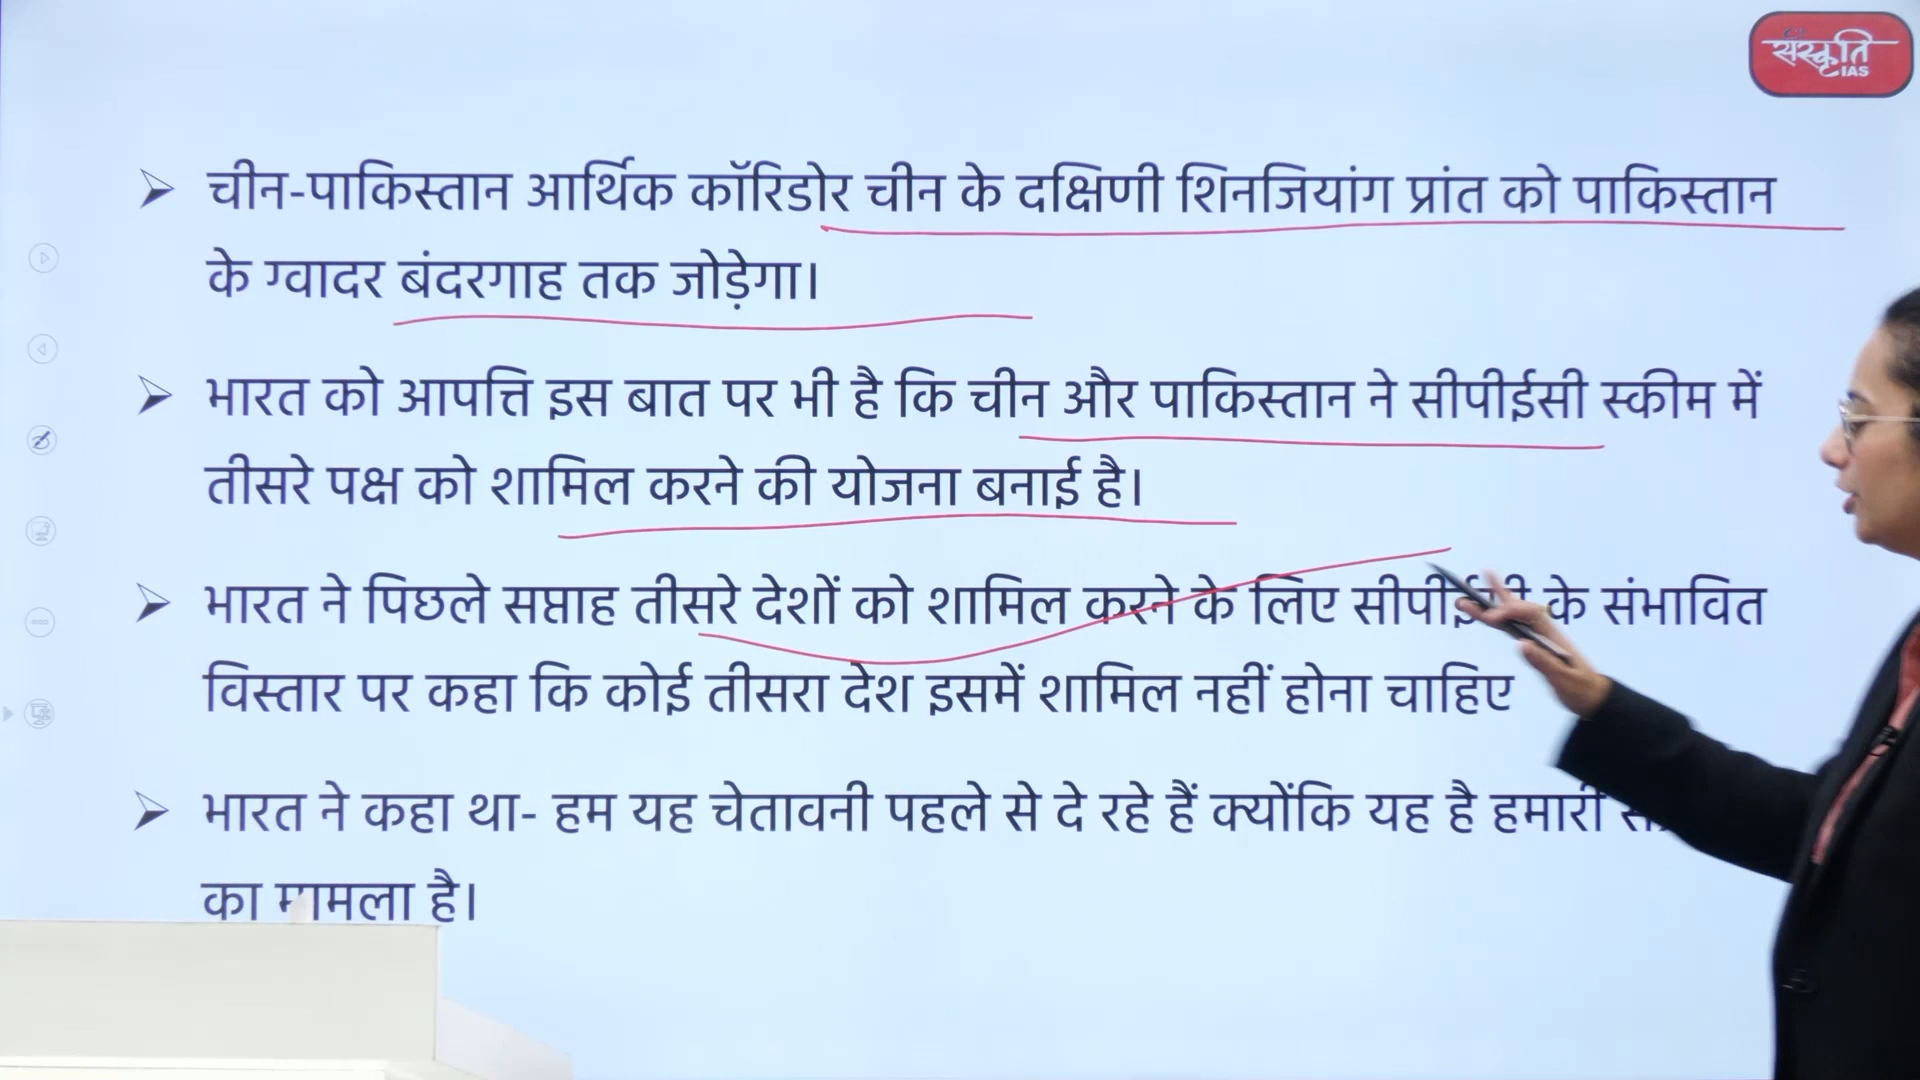 संस्कृति
IAS
चीन-पाकिस्तान आर्थिक कॉरिडोर चीन के दक्षिणी शिनजियांग प्रांत को पाकिस्तान
के ग्वादर बंदरगाह तक जोड़ेगा।
भारत को आपत्ति इस बात पर भी है कि चीन और पाकिस्तान ने सीपीईसी स्कीम में
तीसरे पक्ष को शामिल करने की योजना बनाई है।
भारत ने पिछले सप्ताह तीसरे देशों को शामिल करने के लिए के संभावित
विस्तार पर कहा कि कोई तीसरा देश इसमें शामिल नहीं होना चाहिए
भारत ने कहा था- हम यह चेतावनी पहले से दे रहे हैं क्योंकि यह है हमारी
का मामला है।